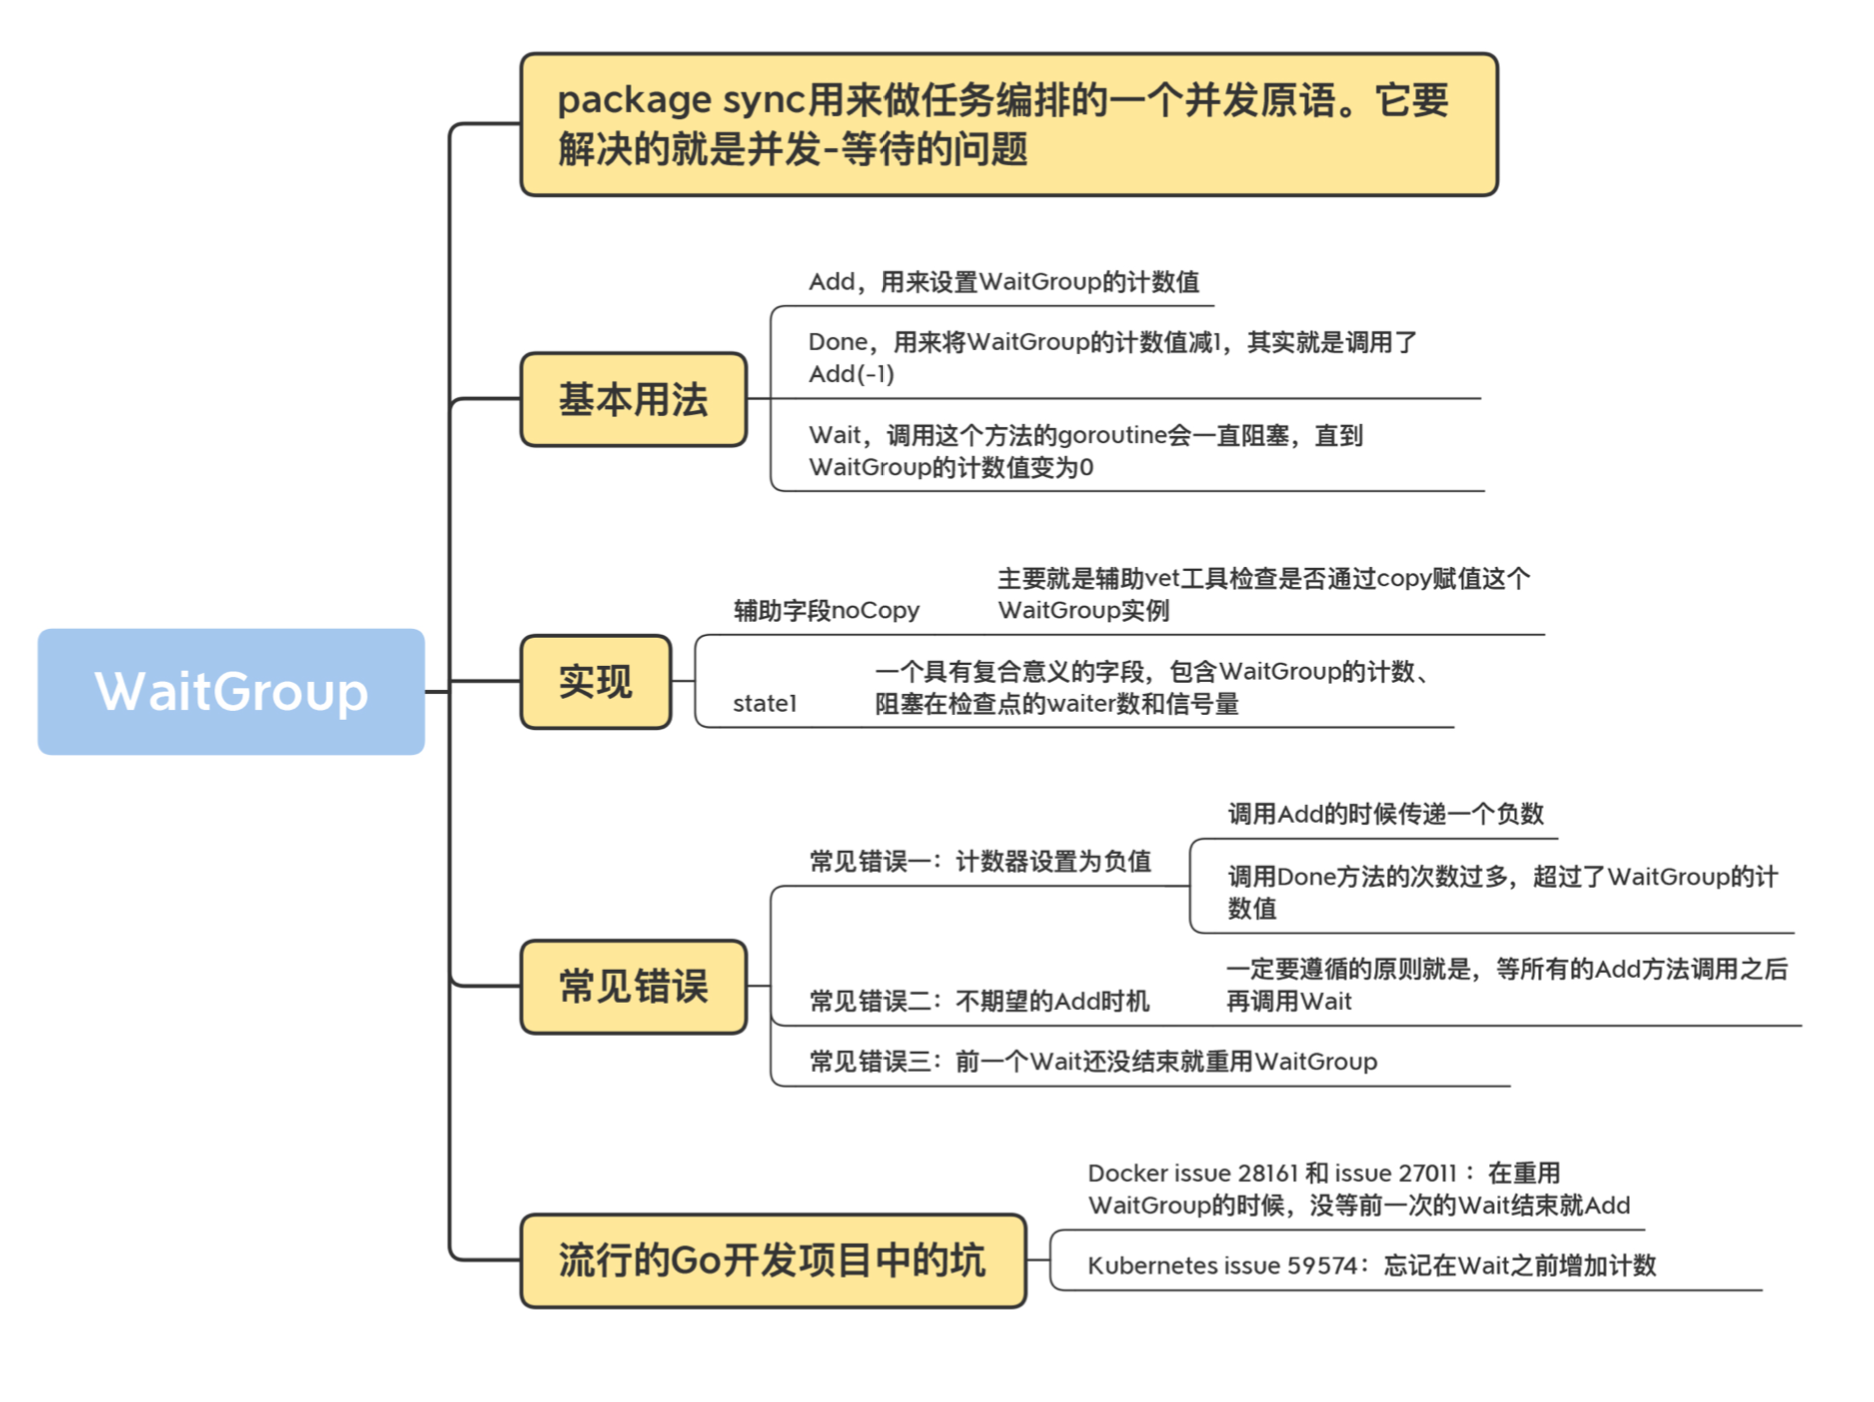 WaitGroup
package sync用来做任务编排的一个并发原语。它要
解决的就是并发-等待的问题
基本用法
Add，用来设置WaitGroup的计数值
Done，用来将WaitGroup的计数值减1，其实就是调用了
Add(-1)
Wait，调用这个方法的goroutine会一直阻塞，直到
WaitGroup的计数值变为0
实现
辅助字段noCopy
主要就是辅助vet工具检查是否通过copy赋值这个
WaitGroup实例
state1
一个具有复合意义的字段，包含WaitGroup的计数、
阻塞在检查点的waiter数和信号量
常见错误
常见错误一：计数器设置为负值
调用Add的时候传递一个负数
调用Done方法的次数过多，超过了WaitGroup的计
数值
常见错误二：不期望的Add时机
一定要遵循的原则就是，等所有的Add方法调用之后
再调用Wait
常见错误三：前一个Wait还没结束就重用WaitGroup
流行的Go开发项目中的坑
Docker issue 28161 和 issue 27011： 在重用
WaitGroup的时候，没等前一次的Wait结束就Add
Kubernetes issue 59574：忘记在Wait之前增加计数